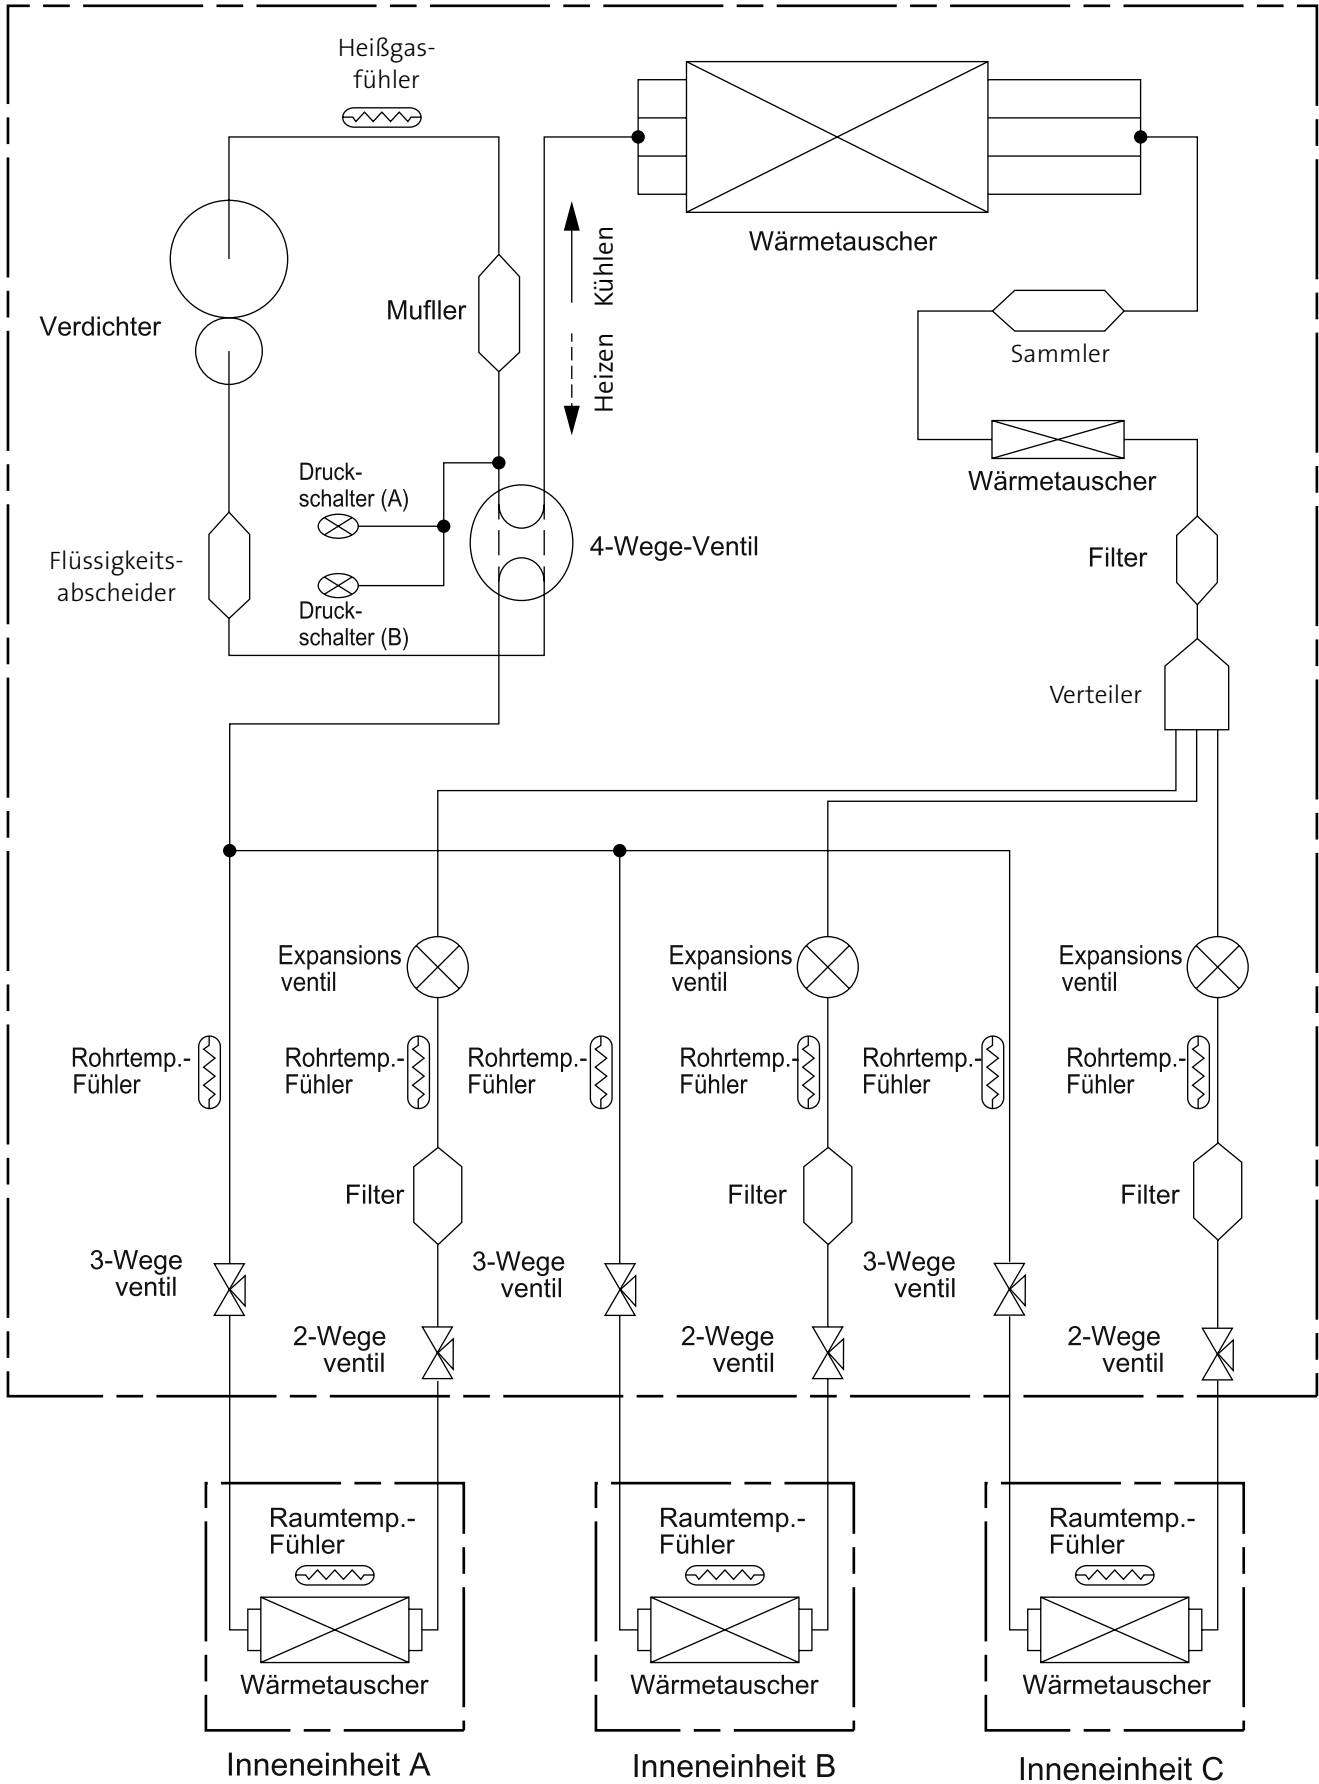 Heißgas-
fühler
Wärmetauscher
Kühlen
Heizen
Mufller
Verdichter
Sammler
Wärmetauscher
Druck-
schalter (A)
4-Wege-Ventil
Filter
Flüssigkeits-
abscheider
Druck-
schalter (B)
Verteiler
Expansions
ventil
Expansions
ventil
Expansions
ventil
Rohrtemp.-
Fühler
Rohrtemp.-
Fühler
Rohrtemp.-
Fühler
Rohrtemp.-
Fühler
Rohrtemp.-
Fühler
Rohrtemp.-
Fühler
Filter
Filter
Filter
3-Wege
ventil
3-Wege
ventil
3-Wege
ventil
2-Wege
ventil
2-Wege
ventil
2-Wege
ventil
Raumtemp.-
Fühler
Raumtemp.-
Fühler
Raumtemp.-
Fühler
Wärmetauscher
Wärmetauscher
Wärmetauscher
Inneneinheit A
Inneneinheit B
Inneneinheit C